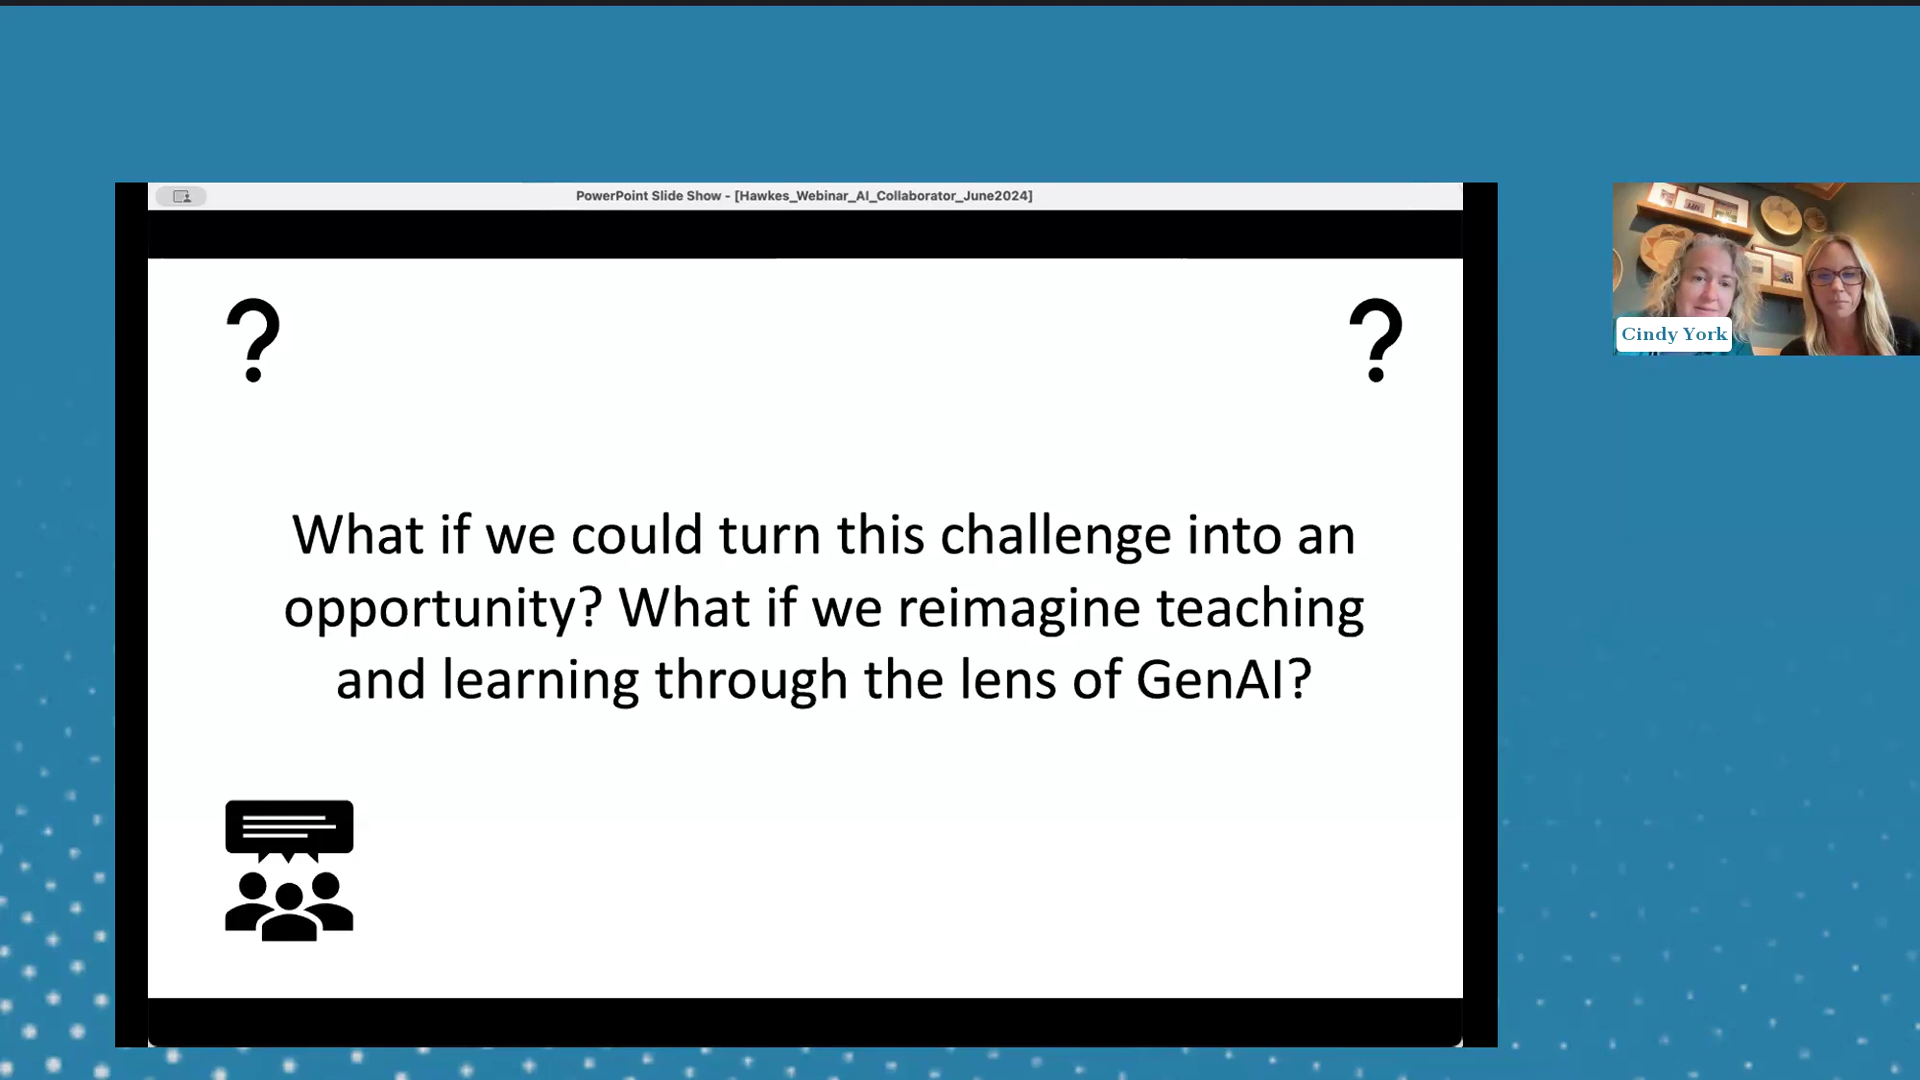 PowerPoint Slide Show - [Hawkes_Webinar_AI_Collaborator_June2024]
?
?
What if we could turn this challenge into an
opportunity? What if we reimagine teaching
and learning through the lens of GenAI?
Cindy York